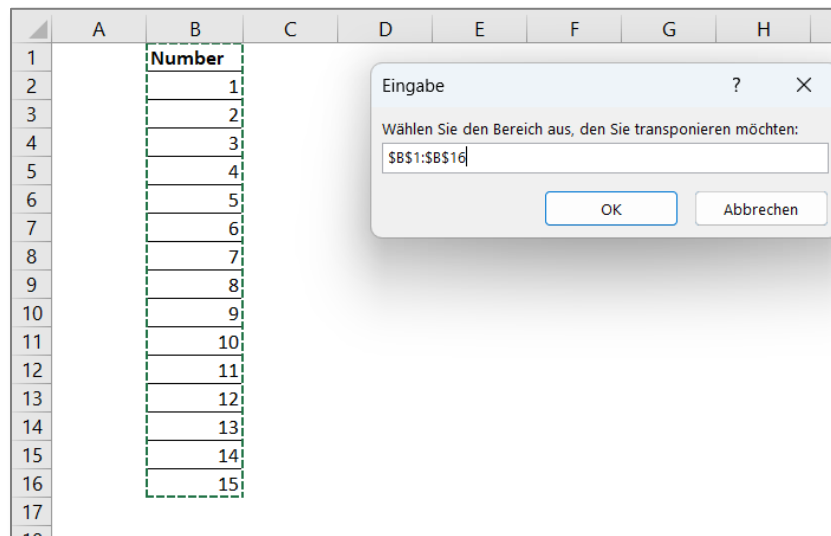 A B C D E F G H
1 Number
2 1
3 2
4 3
5 4
6 5
7 6
8 7
9 8
10 9
11 10
12 11
13 12
14 13
15 14
16 15
17
Eingabe ? ×
Wählen Sie den Bereich aus, den Sie transponieren möchten:
$B$1:$B$16
OK Abbrechen